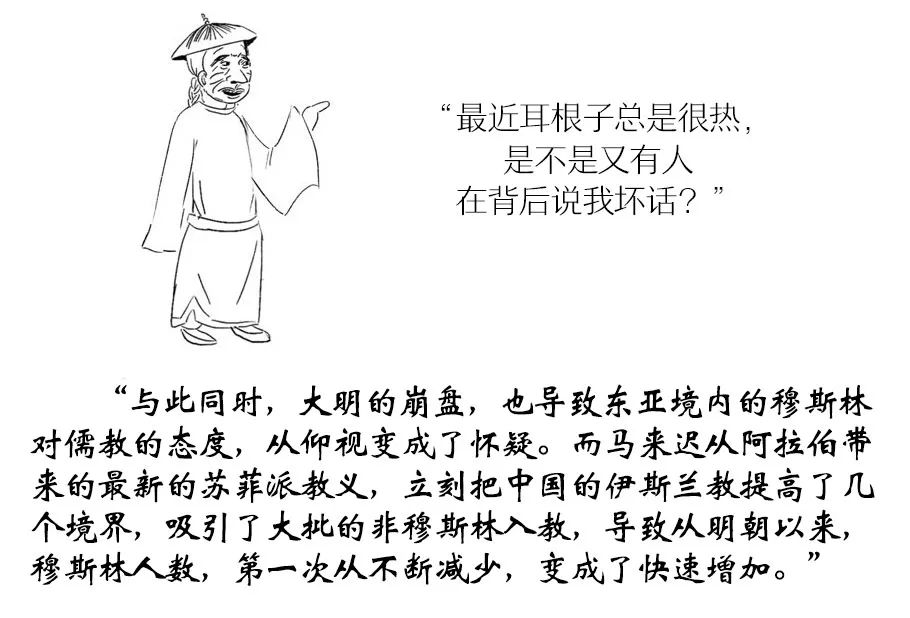 “最近耳根子总是很热，
是不是又有人
在背后说我坏话？”
“与此同时，大明的崩盘，也导致东亚境内的穆斯林
对儒教的态度，从仰视变成了怀疑。而马来迟从阿拉伯带
来的最新的苏菲派教义，立刻把中国的伊斯兰教提高了几
个境界，吸引了大批的非穆斯林入教，导致从明朝以来，
穆斯林人数，第一次从不断减少，变成了快速增加。”